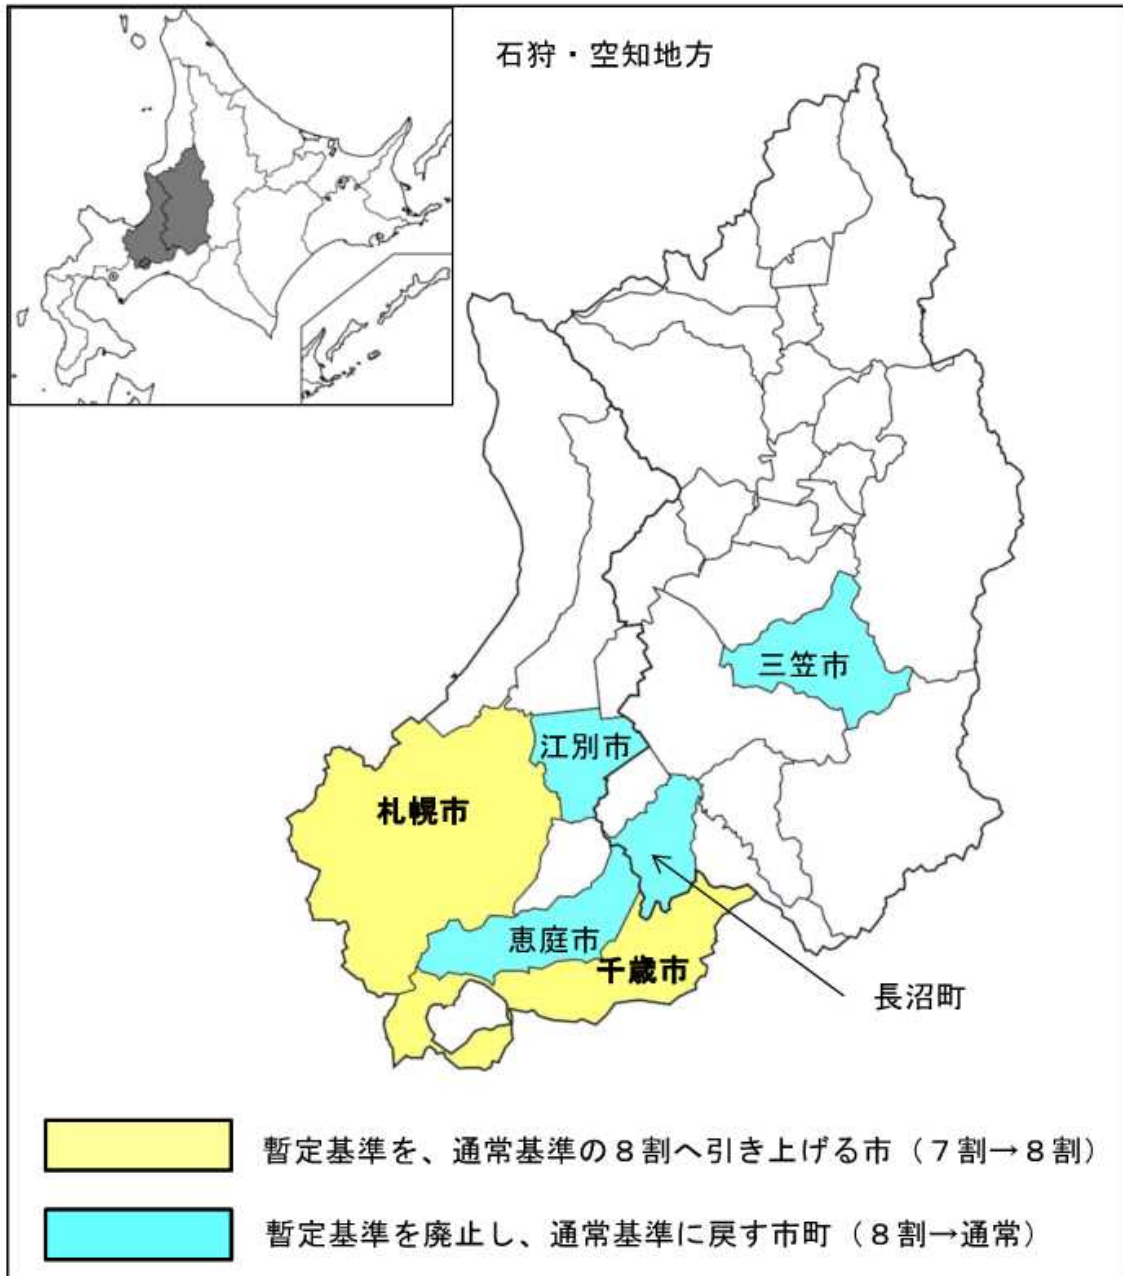 石狩・空知地方
三笠市
江別市
札幌市
恵庭市
千歳市
長沼町
暫定基準を、通常基準の８割へ引き上げる市（７割→８割）
暫定基準を廃止し、通常基準に戻す市町（８割→通常）